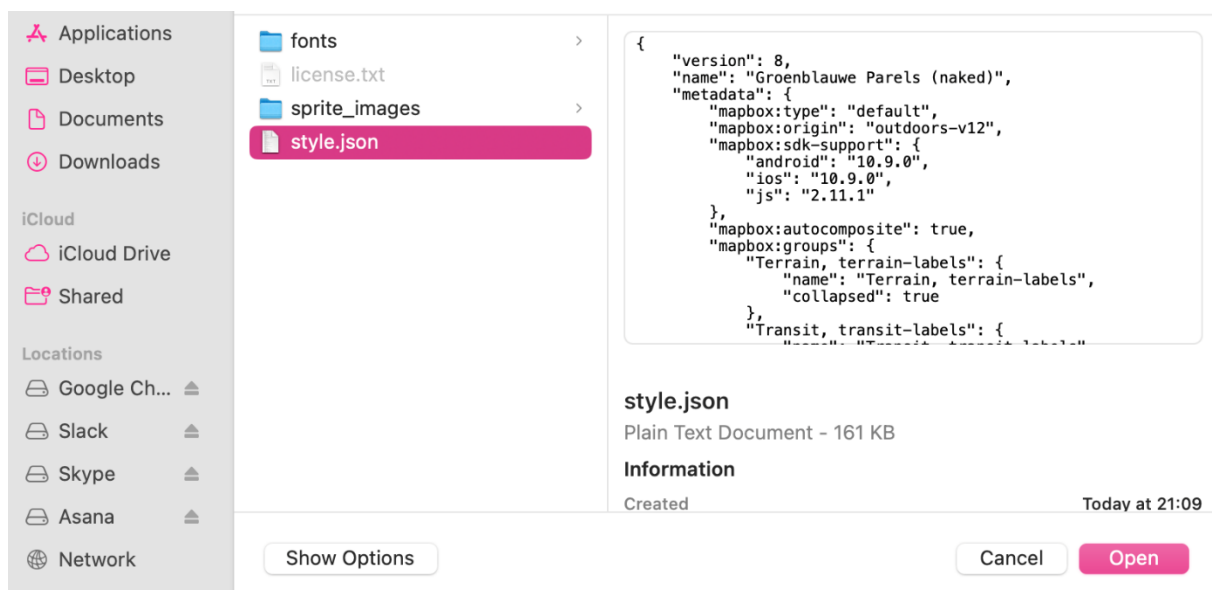 Applications
Desktop
Documents
Downloads
iCloud
iCloud Drive
Shared
Locations
Google Ch...
Slack
Skype
Asana
Network
fonts
license.txt
sprite_images
style.json
{
"version": 8,
"name": "Groenblauwe Parels (naked)",
"metadata": {
"mapbox:type": "default",
"mapbox:origin": "outdoors-v12",
"mapbox:sdk-support": {
"android": "10.9.0",
"ios": "10.9.0",
"js": "2.11.1"
},
"mapbox:autocomposite": true,
"mapbox:groups": {
"Terrain, terrain-labels": {
"name": "Terrain, terrain-labels",
"collapsed": true
},
"Transit, transit-labels": {
"name": "Transit, transit-labels"
style.json
Plain Text Document - 161 KB
Information
Created Today at 21:09
Show Options
Cancel
Open